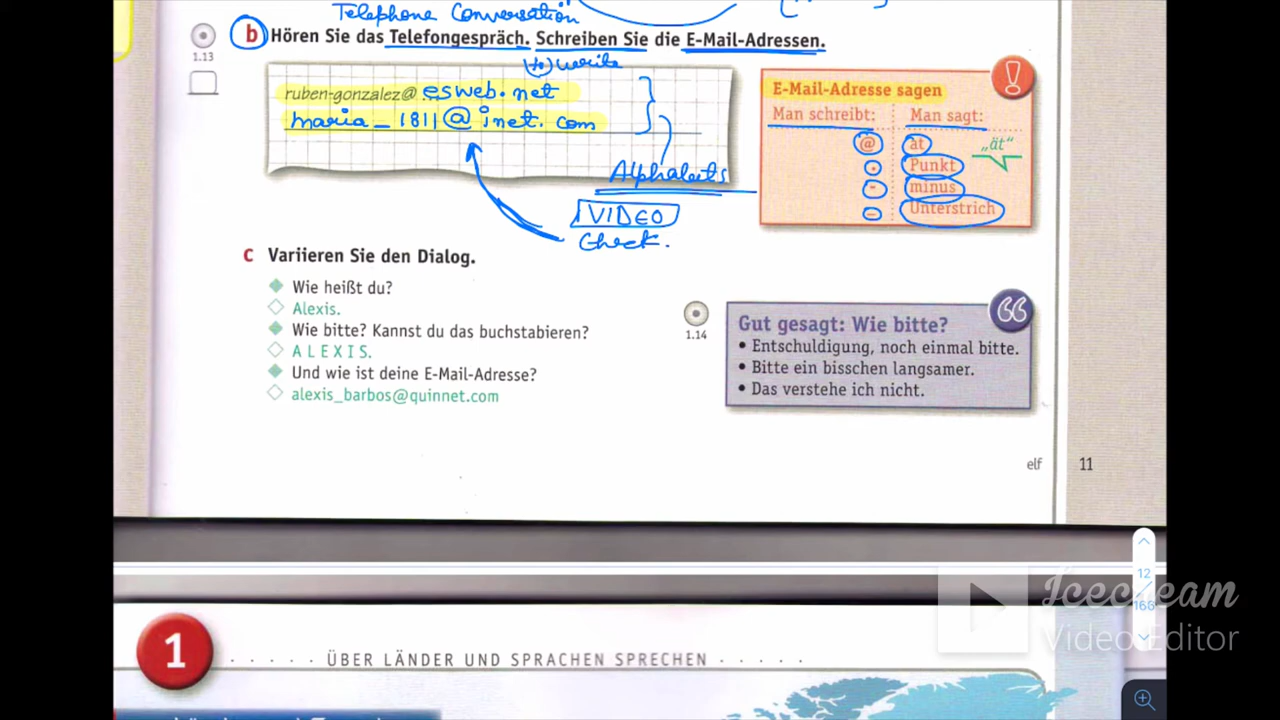 Telephone Conversation
1.13
b Hören Sie das Telefongespräch. Schreiben Sie die E-Mail-Adressen.
(to) write
ruben-gonzalez@ esweb.net
maria_1811@inet.com
Alphabets
VIDEO
Check.
E-Mail-Adresse sagen
Man schreibt: Man sagt:
@ ät „ät“
. Punkt
- minus
_ Unterstrich
c Variieren Sie den Dialog.
Wie heißt du?
Alexis.
Wie bitte? Kannst du das buchstabieren?
A L E X I S.
Und wie ist deine E-Mail-Adresse?
alexis_barbos@quinnet.com
1.14
Gut gesagt: Wie bitte?
• Entschuldigung, noch einmal bitte.
• Bitte ein bisschen langsamer.
• Das verstehe ich nicht.
elf 11
12
166
Icecream
Video Editor
1
ÜBER LÄNDER UND SPRACHEN SPRECHEN